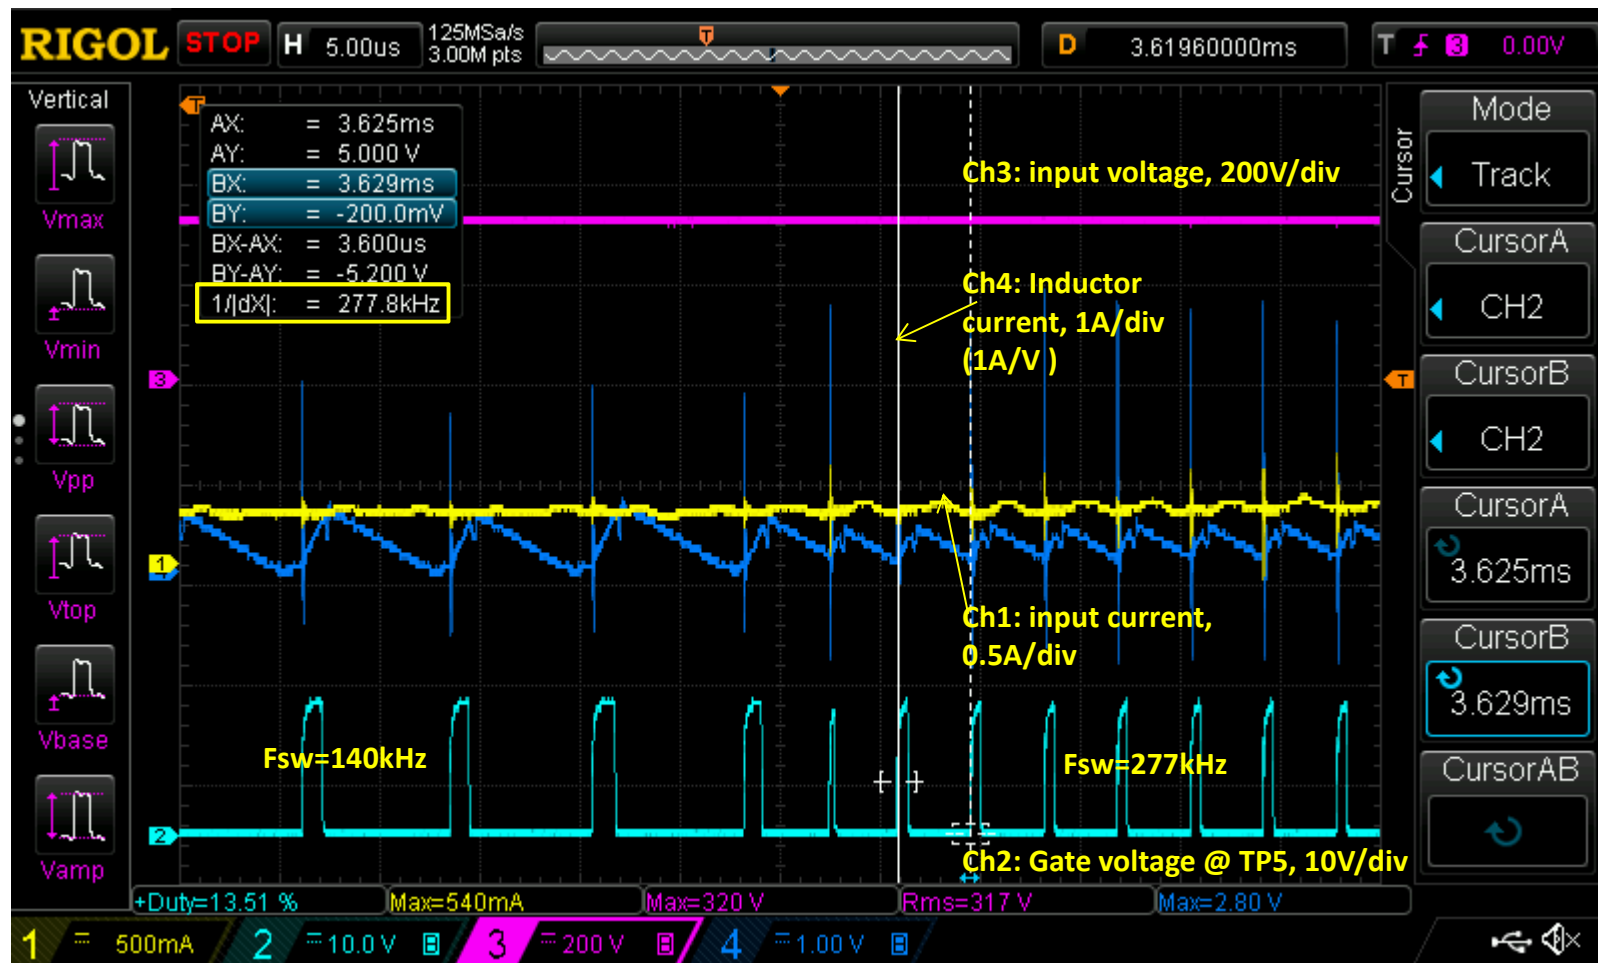 RIGOL STOP H 5.00us 125MSa/s 3.00M pts T D 3.61960000ms T 3 0.00V
Vertical
Vmax
Vmin
Vpp
Vtop
Vbase
Vamp
T
AX: = 3.625ms
AY: = 5.000 V
BX: = 3.629ms
BY: = -200.0mV
BX-AX: = 3.600us
BY-AY: = -5.200 V
1/|dX|: = 277.8kHz
Ch3: input voltage, 200V/div
Ch4: Inductor
current, 1A/div
(1A/V )
3
T
1
Ch1: input current,
0.5A/div
Fsw=140kHz
Fsw=277kHz
2
Ch2: Gate voltage @ TP5, 10V/div
Cursor
Mode
Track
CursorA
CH2
CursorB
CH2
CursorA
3.625ms
CursorB
3.629ms
CursorAB
+Duty=13.51 % Max=540mA Max=320 V Rms=317 V Max=2.80 V
1 500mA 2 10.0 V B 3 200 V B 4 1.00 V B